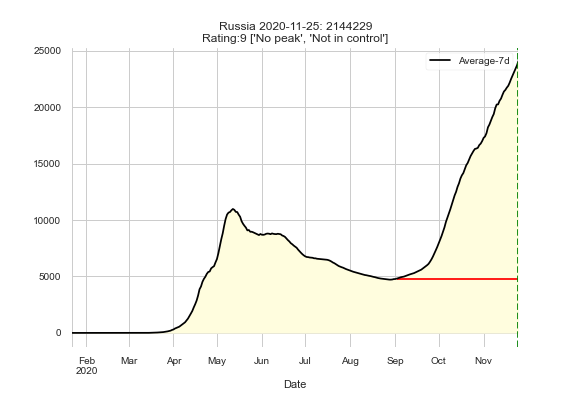 Russia 2020-11-25: 2144229
Rating:9 ['No peak', 'Not in control']
Average-7d
25000
20000
15000
10000
5000
0
Feb Mar Apr May Jun Jul Aug Sep Oct Nov
2020
Date